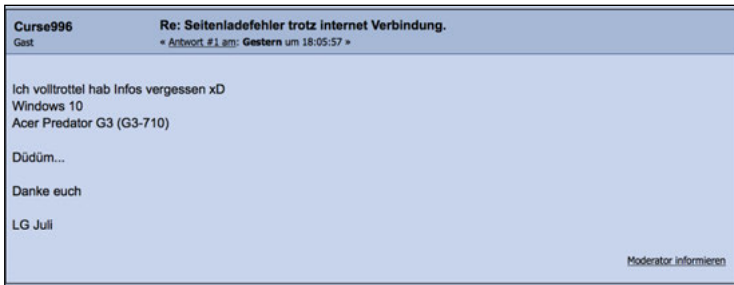 Curse996
Re: Seitenladefehler trotz internet Verbindung.
Gast
« Antwort #1 am: Gestern um 18:05:57 »
Ich volltrottel hab Infos vergessen xD
Windows 10
Acer Predator G3 (G3-710)
Düdüm...
Danke euch
LG Juli
Moderator informieren